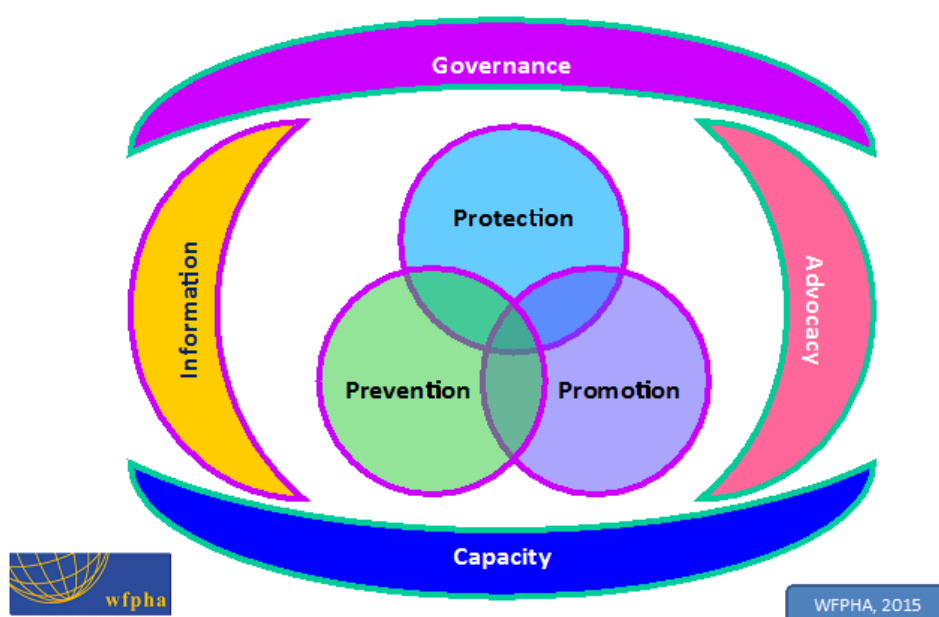 Governance
Protection
Information
Advocacy
Prevention
Promotion
Capacity
wfpha
WFPHA, 2015